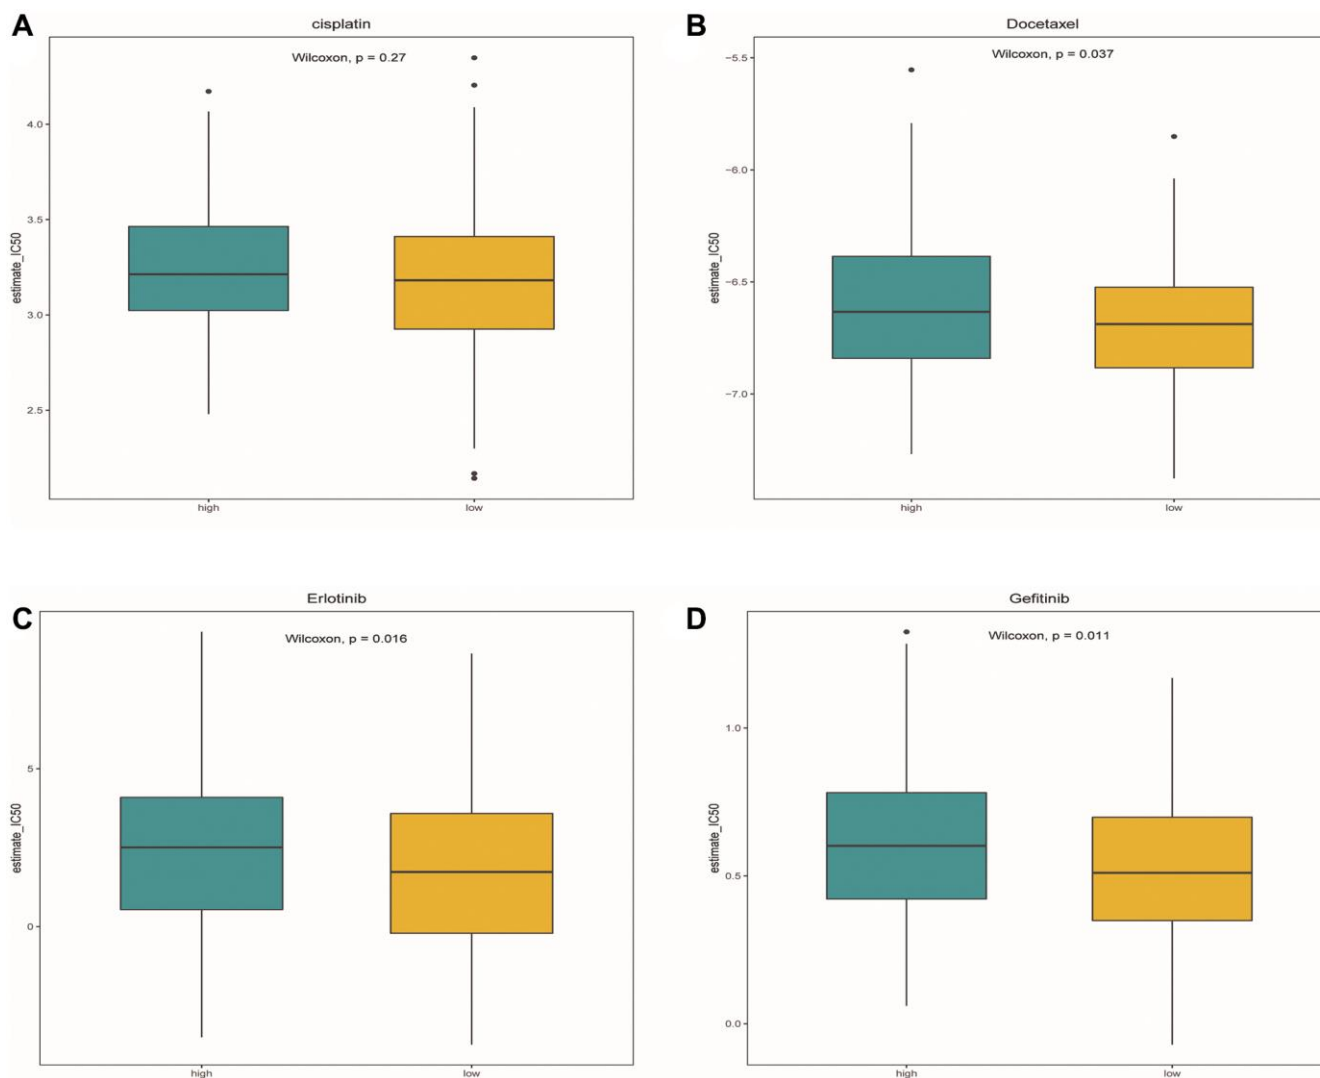 A
cisplatin
Wilcoxon, p = 0.27
estimate_IC50
4.0
3.5
3.0
2.5
high
low
B
Docetaxel
Wilcoxon, p = 0.037
estimate_IC50
−5.5
−6.0
−6.5
−7.0
high
low
C
Erlotinib
Wilcoxon, p = 0.016
estimate_IC50
5
0
high
low
D
Gefitinib
Wilcoxon, p = 0.011
estimate_IC50
1.0
0.5
0.0
high
low